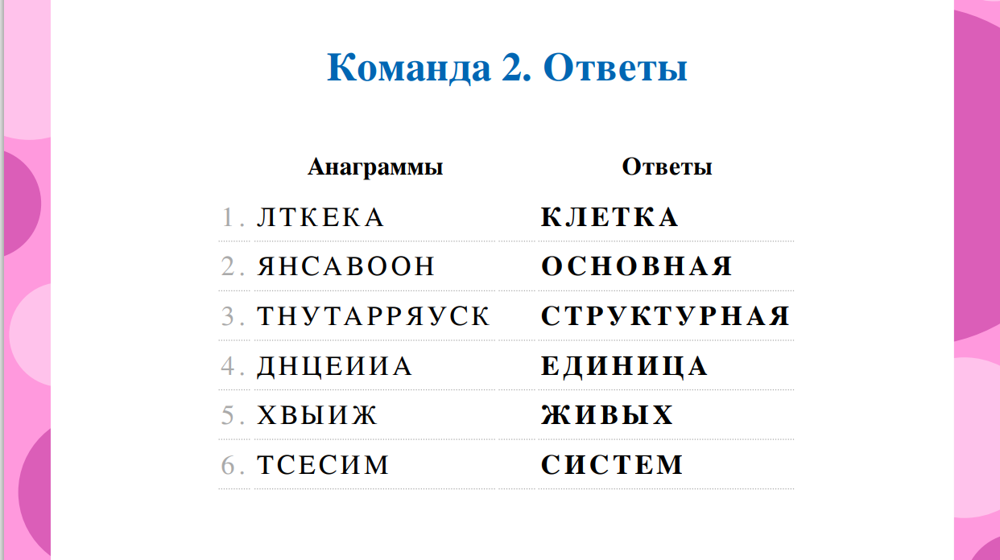 Команда 2. Ответы
Анаграммы Ответы
1. ЛТКЕКА КЛЕТКА
2. ЯНСАВООН ОСНОВНАЯ
3. ТНУТАРРЯУСК СТРУКТУРНАЯ
4. ДНЦЕИИА ЕДИНИЦА
5. ХВЫИЖ ЖИВЫХ
6. ТСЕСИМ СИСТЕМ